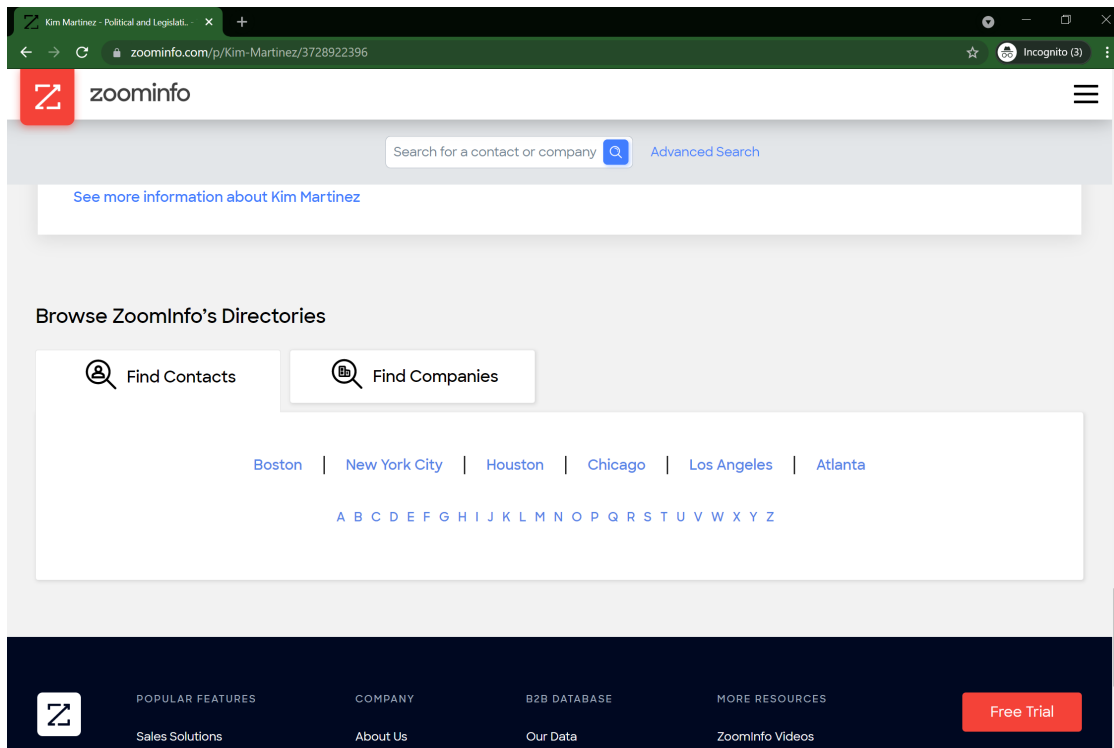 Kim Martinez - Political and Legislati..
zoominfo.com/p/Kim-Martinez/3728922396
Incognito (3)
zoominfo
Search for a contact or company
Advanced Search
See more information about Kim Martinez
Browse ZoomInfo's Directories
Find Contacts
Find Companies
Boston | New York City | Houston | Chicago | Los Angeles | Atlanta
A B C D E F G H I J K L M N O P Q R S T U V W X Y Z
POPULAR FEATURES COMPANY B2B DATABASE MORE RESOURCES
Free Trial
Sales Solutions About Us Our Data ZoomInfo Videos